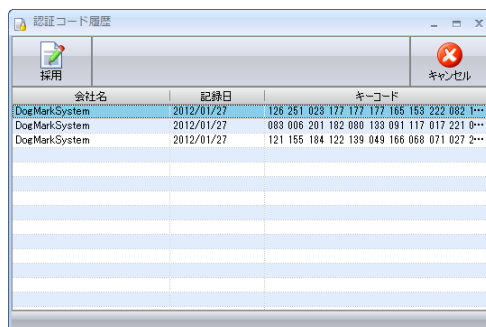 認証コード履歴
採用
キャンセル
会社名 記録日 キーコード
DogMarkSystem 2012/01/27 126 251 023 177 177 177 165 153 222 082 1…
DogMarkSystem 2012/01/27 083 006 201 182 080 133 091 117 017 221 0…
DogMarkSystem 2012/01/27 121 155 184 122 139 049 166 068 071 027 2…